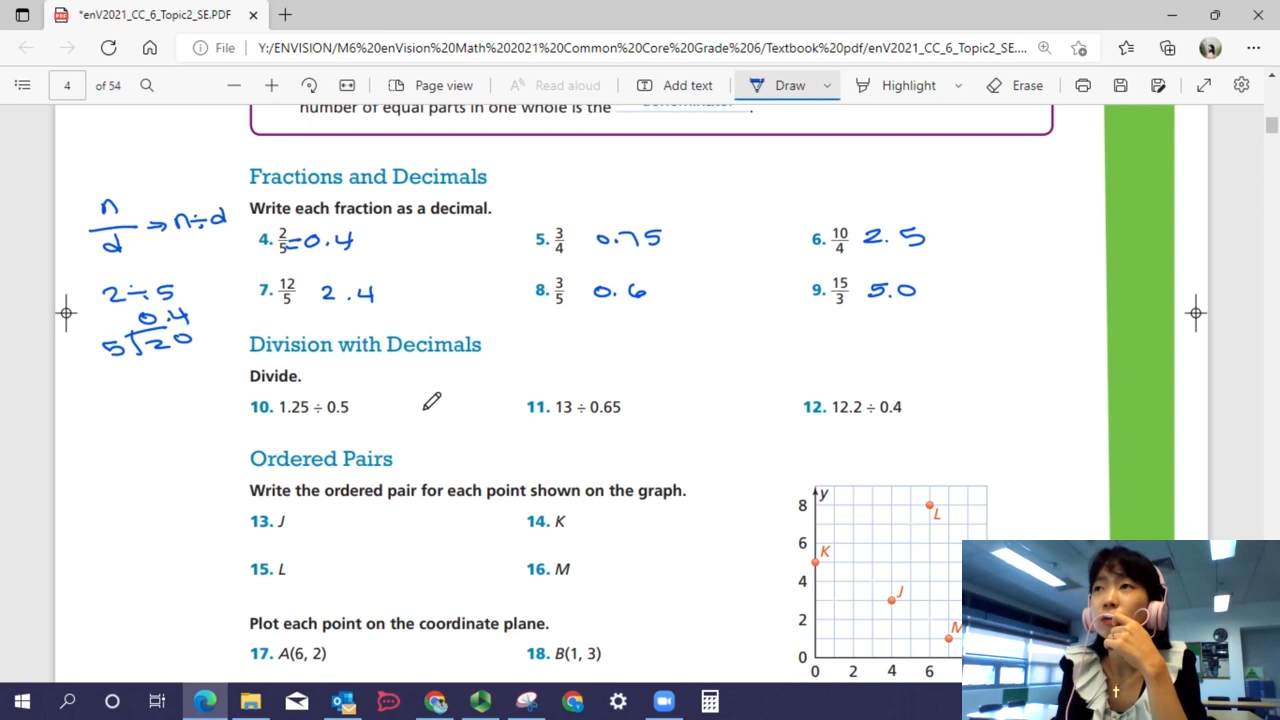 *enV2021_CC_6_Topic2_SE.PDF
File Y:/ENVISION/M6%20enVision%20Math%202021%20Common%20Core%20Grade%206/Textbook%20pdf/enV2021_CC_6_Topic2_SE....
4 of 54 Page view Read aloud Add text Draw Highlight Erase
number of equal parts in one whole is the denominator.
Fractions and Decimals
Write each fraction as a decimal.
n/d → n÷d
4. 2/5 =0.4
5. 3/4 0.75
6. 10/4 2.5
7. 12/5 2.4
8. 3/5 0.6
9. 15/3 5.0
2÷5
0.4
5)20
Division with Decimals
Divide.
10. 1.25 ÷ 0.5
11. 13 ÷ 0.65
12. 12.2 ÷ 0.4
Ordered Pairs
Write the ordered pair for each point shown on the graph.
13. J
14. K
15. L
16. M
Plot each point on the coordinate plane.
17. A(6, 2)
18. B(1, 3)
y
8
L
6
K
4
J
2
M
0
0 2 4 6